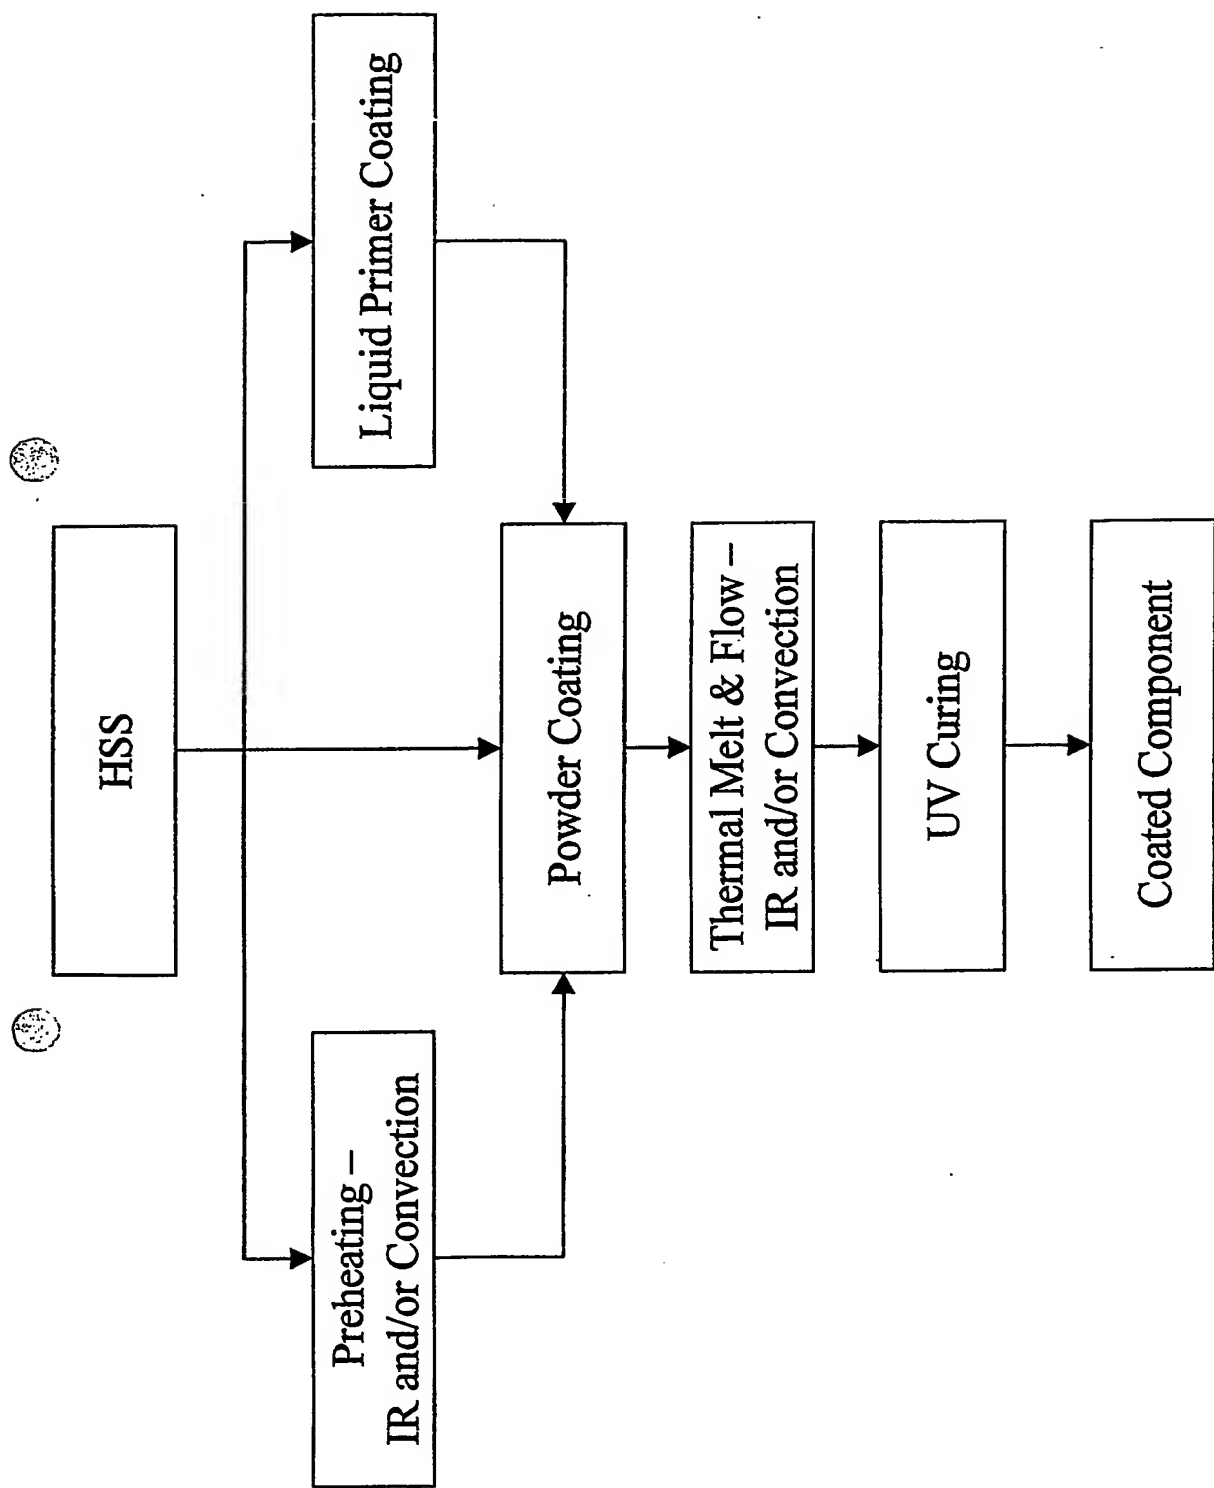 HSS
Preheating –
IR and/or Convection
Liquid Primer Coating
Powder Coating
Thermal Melt & Flow –
IR and/or Convection
UV Curing
Coated Component